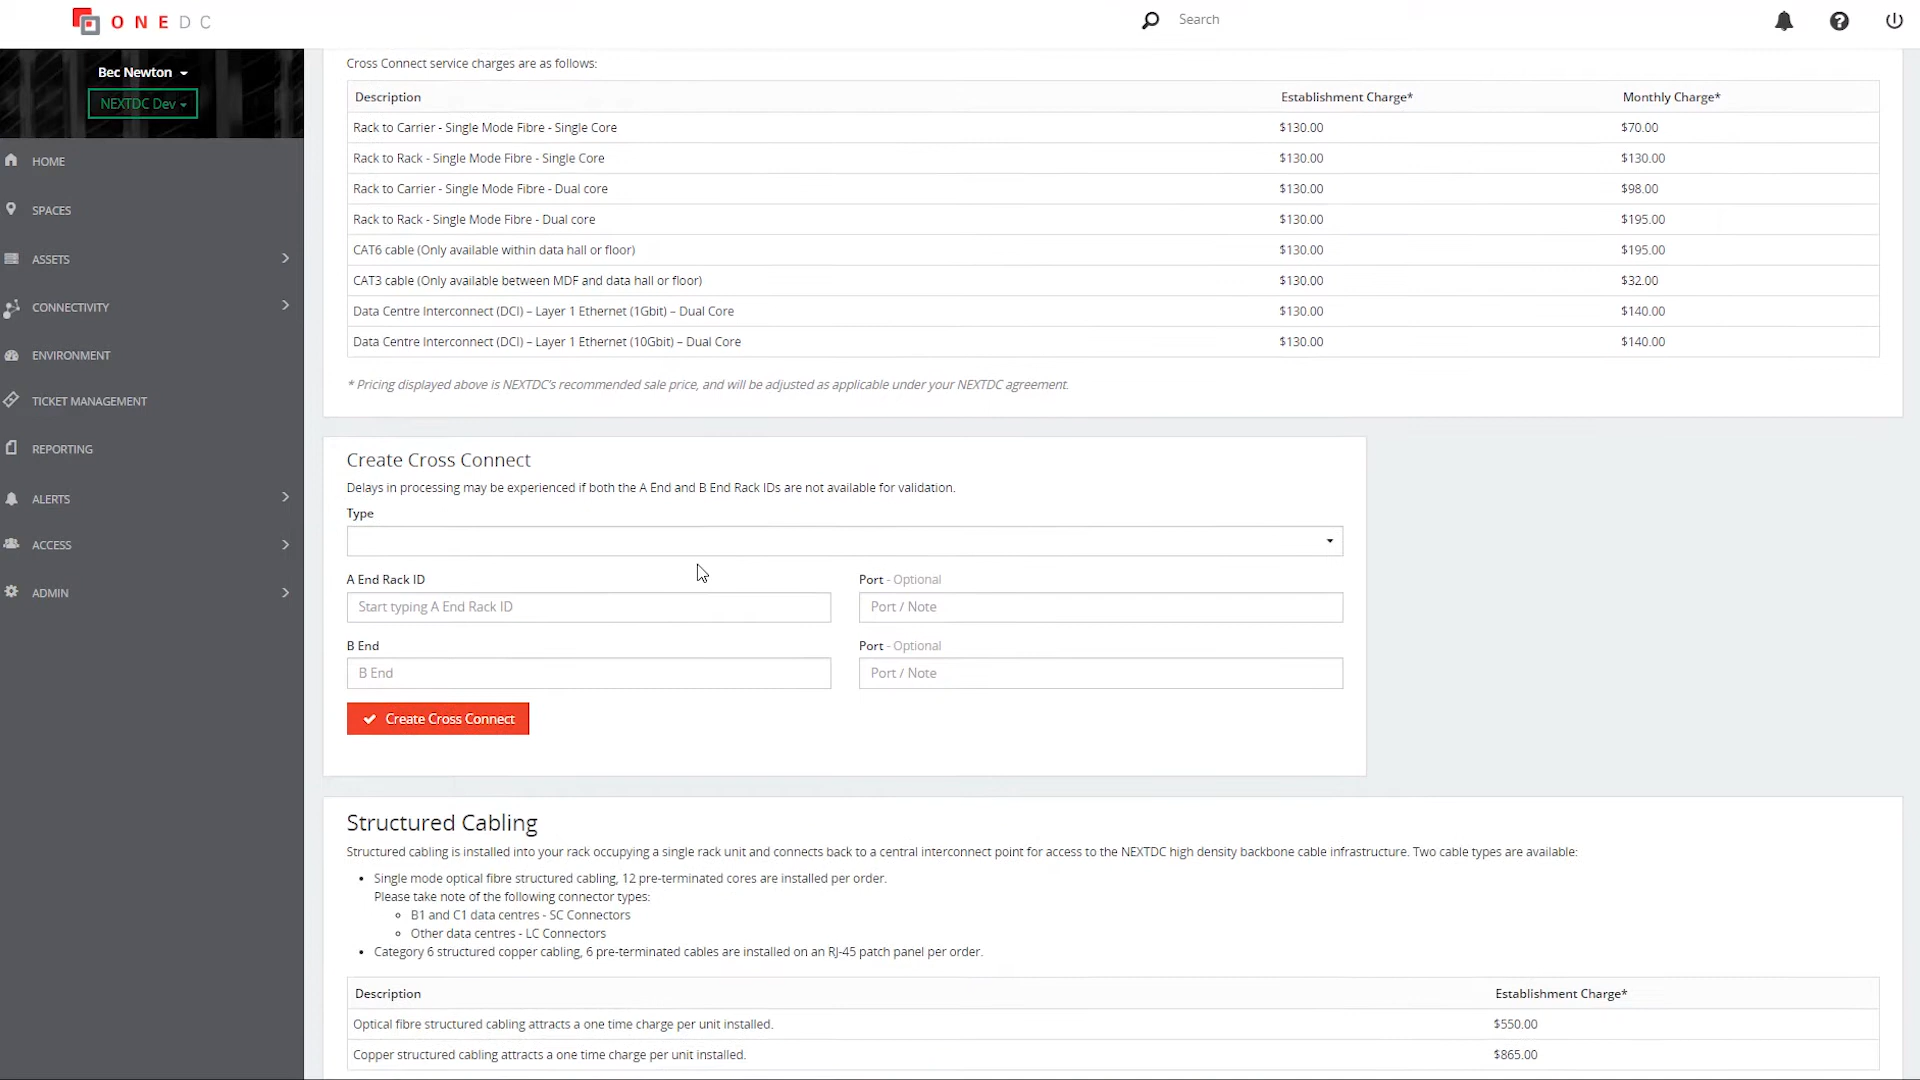 ONEDC
Search
Bec Newton
NEXTDC Dev
HOME
SPACES
ASSETS
CONNECTIVITY
ENVIRONMENT
TICKET MANAGEMENT
REPORTING
ALERTS
ACCESS
ADMIN
Cross Connect service charges are as follows:
Description Establishment Charge* Monthly Charge*
Rack to Carrier - Single Mode Fibre - Single Core $130.00 $70.00
Rack to Rack - Single Mode Fibre - Single Core $130.00 $130.00
Rack to Carrier - Single Mode Fibre - Dual core $130.00 $98.00
Rack to Rack - Single Mode Fibre - Dual core $130.00 $195.00
CAT6 cable (Only available within data hall or floor) $130.00 $195.00
CAT3 cable (Only available between MDF and data hall or floor) $130.00 $32.00
Data Centre Interconnect (DCI) – Layer 1 Ethernet (1Gbit) – Dual Core $130.00 $140.00
Data Centre Interconnect (DCI) – Layer 1 Ethernet (10Gbit) – Dual Core $130.00 $140.00
* Pricing displayed above is NEXTDC's recommended sale price, and will be adjusted as applicable under your NEXTDC agreement.
Create Cross Connect
Delays in processing may be experienced if both the A End and B End Rack IDs are not available for validation.
Type
A End Rack ID Port - Optional
Start typing A End Rack ID Port / Note
B End Port - Optional
B End Port / Note
Create Cross Connect
Structured Cabling
Structured cabling is installed into your rack occupying a single rack unit and connects back to a central interconnect point for access to the NEXTDC high density backbone cable infrastructure. Two cable types are available:
• Single mode optical fibre structured cabling, 12 pre-terminated cores are installed per order.
Please take note of the following connector types:
◦ B1 and C1 data centres - SC Connectors
◦ Other data centres - LC Connectors
• Category 6 structured copper cabling, 6 pre-terminated cables are installed on an RJ-45 patch panel per order.
Description Establishment Charge*
Optical fibre structured cabling attracts a one time charge per unit installed. $550.00
Copper structured cabling attracts a one time charge per unit installed. $865.00